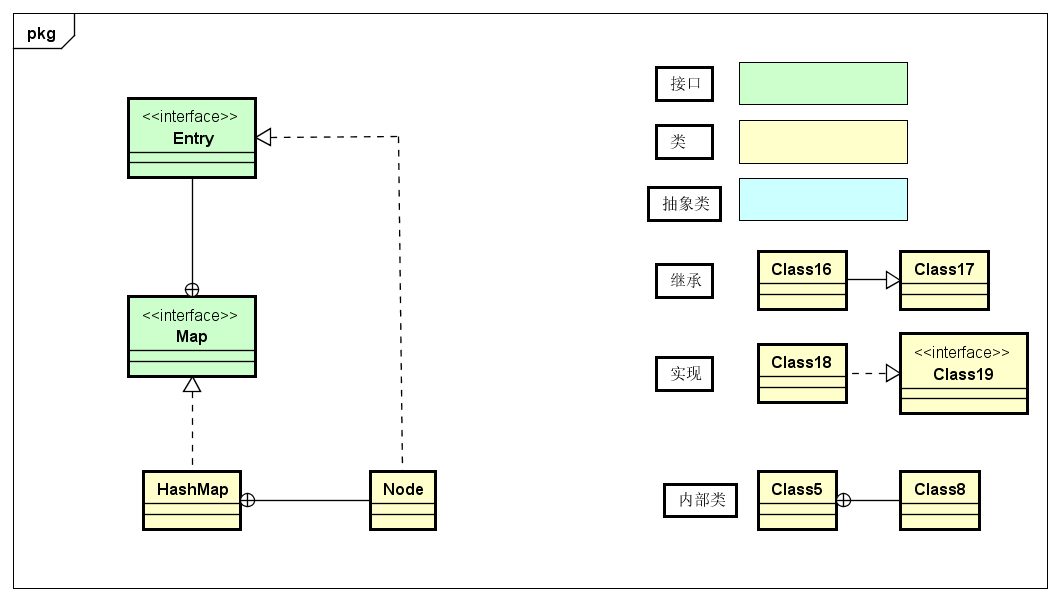 pkg
<<interface>>
Entry
<<interface>>
Map
HashMap
Node
接口
类
抽象类
继承
Class16
Class17
实现
Class18
<<interface>>
Class19
内部类
Class5
Class8